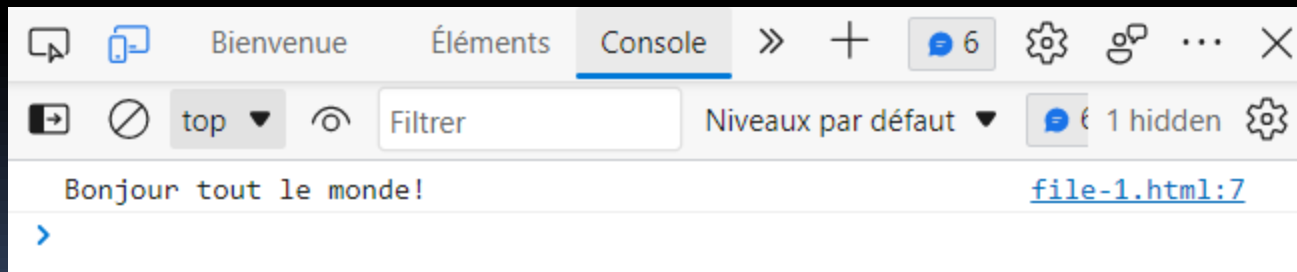 Bienvenue Éléments Console 6
top Filtrer Niveaux par défaut 6 1 hidden
Bonjour tout le monde! file-1.html:7